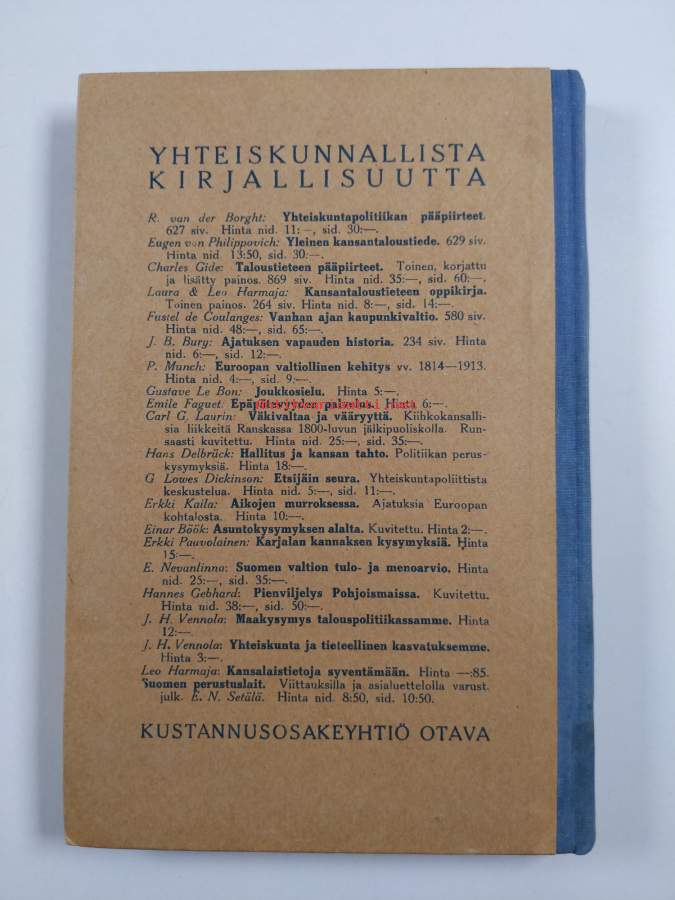 YHTEISKUNNALLISTA
KIRJALLISUUTTA
R. van der Borght: Yhteiskuntapolitiikan pääpiirteet.
627 siv. Hinta nid. 11:—, sid. 30:—.
Eugen von Philippovich: Yleinen kansantaloustiede. 629 siv.
Hinta nid. 13:50, sid. 30:—.
Charles Gide: Taloustieteen pääpiirteet. Toinen, korjattu
ja lisätty painos. 869 siv. Hinta nid. 35:—, sid. 60:—.
Laura & Leo Harmaja: Kansantaloustieteen oppikirja.
Toinen painos. 264 siv. Hinta nid. 8:—, sid. 14:—.
Fustel de Coulanges: Vanhan ajan kaupunkivaltio. 580 siv.
Hinta nid. 48:—, sid. 65:—.
J. B. Bury: Ajatuksen vapauden historia. 234 siv. Hinta
nid. 6:—, sid. 12:—.
P. Munch: Euroopan valtiollinen kehitys vv. 1814—1913.
Hinta nid. 4:—, sid. 9:—.
Gustave Le Bon: Joukkosielu. Hinta 5:—.
Emile Faguet: Epäpätevyyden palvelus. Hinta 6:—.
Carl G. Laurin: Väkivaltaa ja vääryyttä. Kiihkokansalli-
sia liikkeitä Ranskassa 1800-luvun jälkipuoliskolla. Run-
saasti kuvitettu. Hinta nid. 25:—, sid. 35:—.
Hans Delbrück: Hallitus ja kansan tahto. Politiikan perus-
kysymyksiä. Hinta 18:—.
G. Lowes Dickinson: Etsijäin seura. Yhteiskuntapoliittista
keskustelua. Hinta nid. 5:—, sid. 11:—.
Erkki Kaila: Aikojen murroksessa. Ajatuksia Euroopan
kohtalosta. Hinta 10:—.
Einar Böök: Asuntokysymyksen alalta. Kuvitettu. Hinta 2:—.
Erkki Paavolainen: Karjalan kannaksen kysymyksiä. Hinta
15:—.
E. Nevanlinna: Suomen valtion tulo- ja menoarvio. Hinta
nid. 25:—, sid. 35:—.
Hannes Gebhard: Pienviljelys Pohjoismaissa. Kuvitettu.
Hinta nid. 38:—, sid. 50:—.
J. H. Vennola: Maakysymys talouspolitiikassamme. Hinta
12:—.
J. H. Vennola: Yhteiskunta ja tieteellinen kasvatuksemme.
Hinta 3:—.
Leo Harmaja: Kansalaistietoja syventämään. Hinta —:85.
Suomen perustuslait. Viittauksilla ja asialuettelolla varust.
julk. E. N. Setälä. Hinta nid. 8:50, sid. 10:50.
KUSTANNUSOSAKEYHTIÖ OTAVA